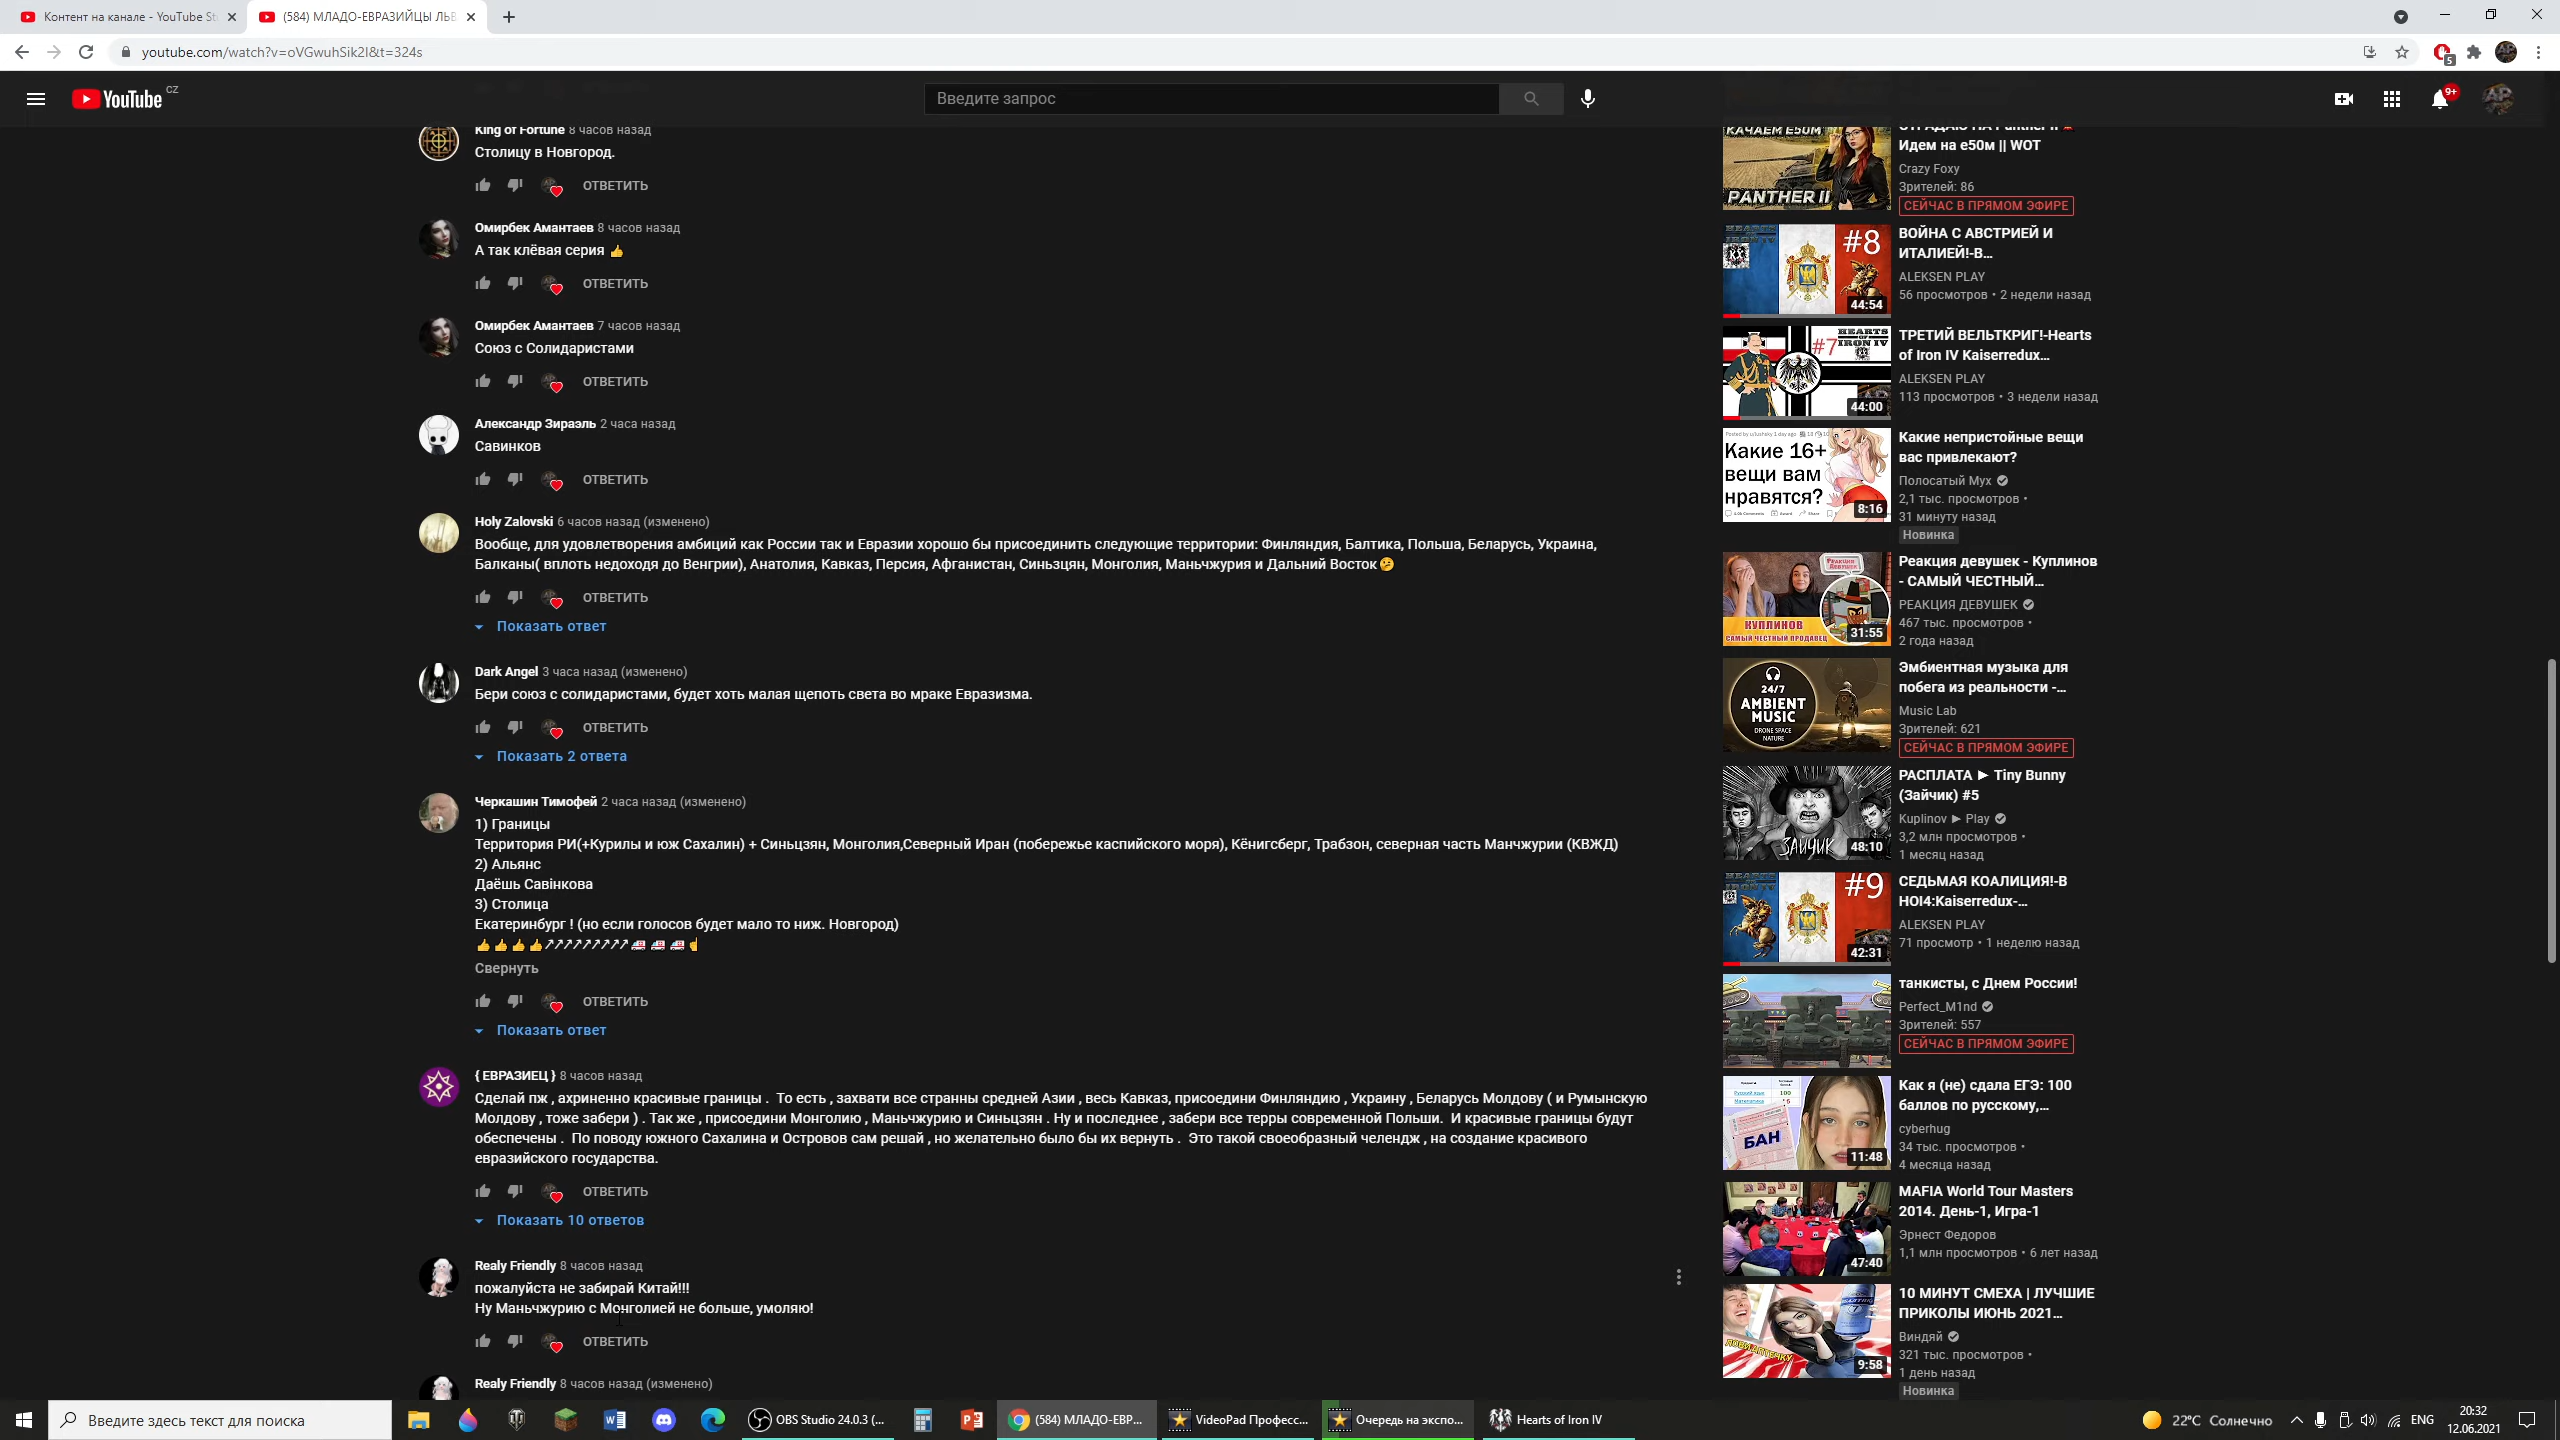 Контент на канале - YouTube St
(584) МЛАДО-ЕВРАЗИЙЦЫ ЛЬВ
youtube.com/watch?v=oVGwuhSik2I&t=324s
5
YouTube CZ
Введите запрос
9+
King of Fortune 8 часов назад
Столицу в Новгород.
ОТВЕТИТЬ
Омирбек Амантаев 8 часов назад
А так клёвая серия 👍
ОТВЕТИТЬ
Омирбек Амантаев 7 часов назад
Союз с Солидаристами
ОТВЕТИТЬ
Александр Зираэль 2 часа назад
Савинков
ОТВЕТИТЬ
Holy Zalovski 6 часов назад (изменено)
Вообще, для удовлетворения амбиций как России так и Евразии хорошо бы присоединить следующие территории: Финляндия, Балтика, Польша, Беларусь, Украина,
Балканы( вплоть недоходя до Венгрии), Анатолия, Кавказ, Персия, Афганистан, Синьзцян, Монголия, Маньчжурия и Дальний Восток🤔
ОТВЕТИТЬ
Показать ответ
Dark Angel 3 часа назад (изменено)
Бери союз с солидаристами, будет хоть малая щепоть света во мраке Евразизма.
ОТВЕТИТЬ
Показать 2 ответа
Черкашин Тимофей 2 часа назад (изменено)
1) Границы
Территория РИ(+Курилы и юж Сахалин) + Синьцзян, Монголия,Северный Иран (побережье каспийского моря), Кёнигсберг, Трабзон, северная часть Манчжурии (КВЖД)
2) Альянс
Даёшь Савінкова
3) Столица
Екатеринбург ! (но если голосов будет мало то ниж. Новгород)
Свернуть
ОТВЕТИТЬ
Показать ответ
{ ЕВРАЗИЕЦ } 8 часов назад
Сделай пж , ахриненно красивые границы . То есть , захвати все странны средней Азии , весь Кавказ, присоедини Финляндию , Украину , Беларусь Молдову ( и Румынскую
Молдову , тоже забери ) . Так же , присоедини Монголию , Маньчжурию и Синьцзян . Ну и последнее , забери все терры современной Польши. И красивые границы будут
обеспечены . По поводу южного Сахалина и Островов сам решай , но желательно было бы их вернуть . Это такой своеобразный челендж , на создание красивого
евразийского государства.
ОТВЕТИТЬ
Показать 10 ответов
Realy Friendly 8 часов назад
пожалуйста не забирай Китай!!!
Ну Маньчжурию с Монголией не больше, умоляю!
ОТВЕТИТЬ
Realy Friendly 8 часов назад (изменено)
КАЧАЕМ E50M
PANTHER II
Идем на е50м || WOT
Crazy Foxy
Зрителей: 86
СЕЙЧАС В ПРЯМОМ ЭФИРЕ
#8
44:54
ВОЙНА С АВСТРИЕЙ И
ИТАЛИЕЙ!-В...
ALEKSEN PLAY
56 просмотров • 2 недели назад
HEARTS
OF
IRON IV
#7
44:00
ТРЕТИЙ ВЕЛЬТКРИГ!-Hearts
of Iron IV Kaiserredux...
ALEKSEN PLAY
113 просмотров • 3 недели назад
Какие 16+
вещи вам
нравятся?
8:16
Какие непристойные вещи
вас привлекают?
Полосатый Мух
2,1 тыс. просмотров •
31 минуту назад
Новинка
РЕАКЦИЯ ДЕВУШЕК
КУПЛИНОВ
САМЫЙ ЧЕСТНЫЙ ПРОДАВЕЦ
31:55
Реакция девушек - Куплинов
- САМЫЙ ЧЕСТНЫЙ...
РЕАКЦИЯ ДЕВУШЕК
467 тыс. просмотров •
2 года назад
24/7
AMBIENT
MUSIC
DRONE SPACE
NATURE
Эмбиентная музыка для
побега из реальности -...
Music Lab
Зрителей: 621
СЕЙЧАС В ПРЯМОМ ЭФИРЕ
ЗАЙЧИК
48:10
РАСПЛАТА ► Tiny Bunny
(Зайчик) #5
Kuplinov ► Play
3,2 млн просмотров •
1 месяц назад
#9
42:31
СЕДЬМАЯ КОАЛИЦИЯ!-В
HOI4:Kaiserredux-...
ALEKSEN PLAY
71 просмотр • 1 неделю назад
танкисты, с Днем России!
Perfect_M1nd
Зрителей: 557
СЕЙЧАС В ПРЯМОМ ЭФИРЕ
Русский язык 100
БАН
11:48
Как я (не) сдала ЕГЭ: 100
баллов по русскому,...
cyberhug
34 тыс. просмотров •
4 месяца назад
47:40
MAFIA World Tour Masters
2014. День-1, Игра-1
Эрнест Федоров
1,1 млн просмотров • 6 лет назад
9:58
10 МИНУТ СМЕХА | ЛУЧШИЕ
ПРИКОЛЫ ИЮНЬ 2021...
Виндяй
321 тыс. просмотров •
1 день назад
Новинка
Введите здесь текст для поиска
OBS Studio 24.0.3 (...
(584) МЛАДО-ЕВР...
VideoPad Професс...
Очередь на экспо...
Hearts of Iron IV
22°C Солнечно
ENG
20:32
12.06.2021